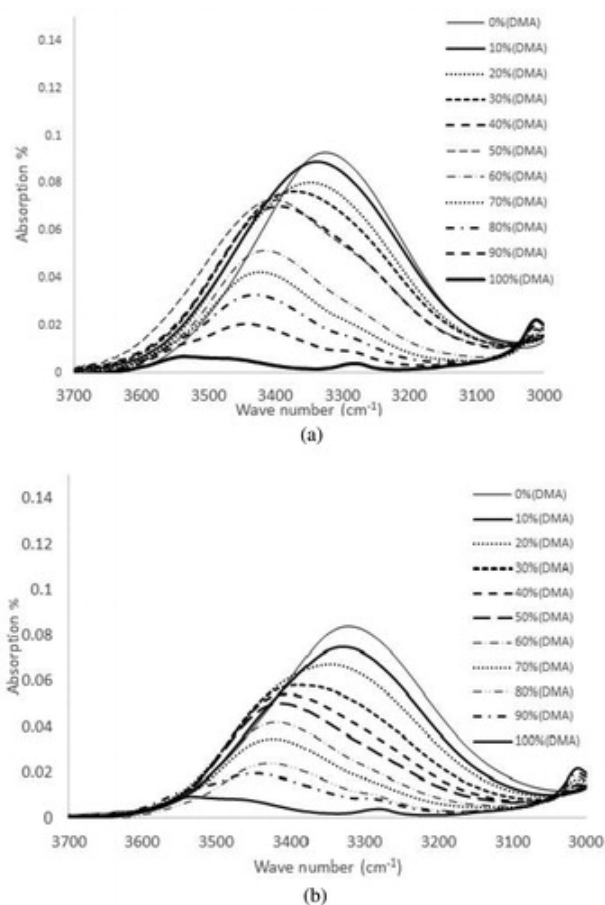 0.14
0.12
0.1
0.08
0.06
0.04
0.02
0
Absorption %
0%(DMA)
10%(DMA)
20%(DMA)
30%(DMA)
40%(DMA)
50%(DMA)
60%(DMA)
70%(DMA)
80%(DMA)
90%(DMA)
100%(DMA)
3700 3600 3500 3400 3300 3200 3100 3000
Wave number (cm⁻¹)
(a)
0.14
0.12
0.1
0.08
0.06
0.04
0.02
0
Absorption %
0%(DMA)
10%(DMA)
20%(DMA)
30%(DMA)
40%(DMA)
50%(DMA)
60%(DMA)
70%(DMA)
80%(DMA)
90%(DMA)
100%(DMA)
3700 3600 3500 3400 3300 3200 3100 3000
Wave number (cm⁻¹)
(b)